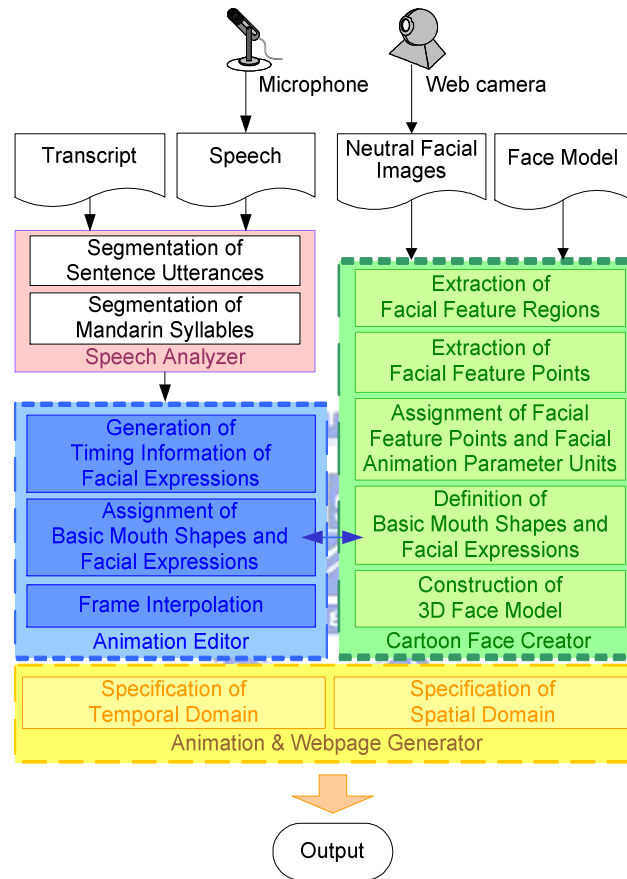 Microphone
Web camera
Transcript
Speech
Neutral Facial
Images
Face Model
Segmentation of
Sentence Utterances
Segmentation of
Mandarin Syllables
Speech Analyzer
Generation of
Timing Information of
Facial Expressions
Assignment of
Basic Mouth Shapes and
Facial Expressions
Frame Interpolation
Animation Editor
Extraction of
Facial Feature Regions
Extraction of
Facial Feature Points
Assignment of Facial
Feature Points and Facial
Animation Parameter Units
Definition of
Basic Mouth Shapes and
Facial Expressions
Construction of
3D Face Model
Cartoon Face Creator
Specification of
Temporal Domain
Specification of
Spatial Domain
Animation & Webpage Generator
Output